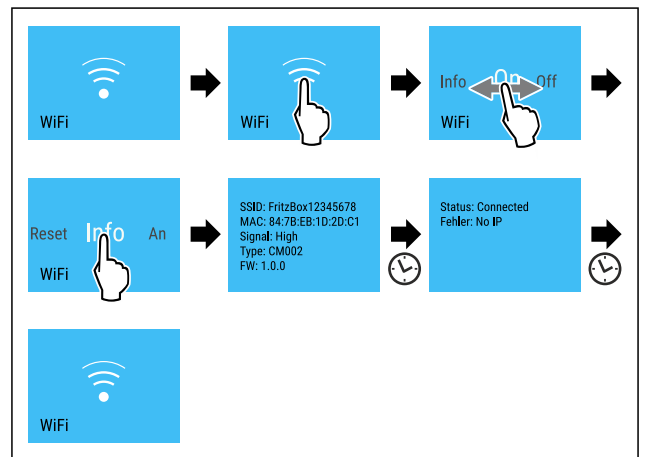 WiFi
WiFi
Info On Off
WiFi
Reset Info An
WiFi
SSID: FritzBox12345678
MAC: 84:7B:EB:1D:2D:C1
Signal: High
Type: CM002
FW: 1.0.0
Status: Connected
Fehler: No IP
WiFi